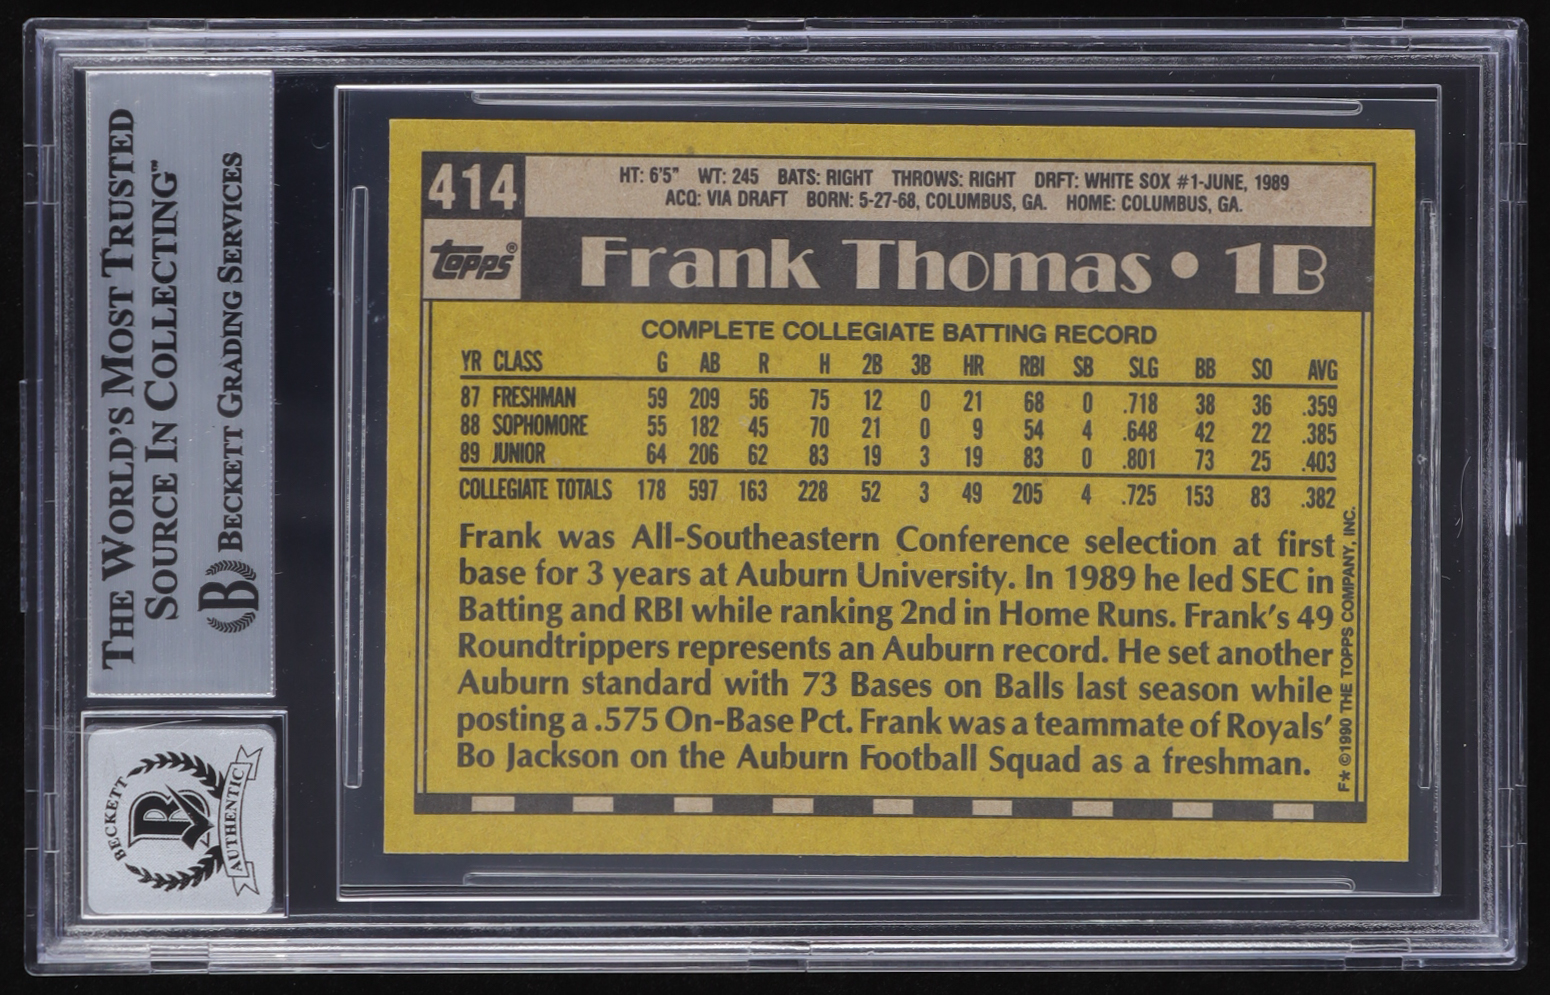 THE WORLD'S MOST TRUSTED
SOURCE IN COLLECTING™
B BECKETT GRADING SERVICES
BECKETT
B
AUTHENTIC
414
HT: 6'5" WT: 245 BATS: RIGHT THROWS: RIGHT DRFT: WHITE SOX #1-JUNE, 1989
ACQ: VIA DRAFT BORN: 5-27-68, COLUMBUS, GA. HOME: COLUMBUS, GA.
topps®
Frank Thomas • 1B
COMPLETE COLLEGIATE BATTING RECORD
YR CLASS G AB R H 2B 3B HR RBI SB SLG BB SO AVG
87 FRESHMAN 59 209 56 75 12 0 21 68 0 .718 38 36 .359
88 SOPHOMORE 55 182 45 70 21 0 9 54 4 .648 42 22 .385
89 JUNIOR 64 206 62 83 19 3 19 83 0 .801 73 25 .403
COLLEGIATE TOTALS 178 597 163 228 52 3 49 205 4 .725 153 83 .382
Frank was All-Southeastern Conference selection at first
base for 3 years at Auburn University. In 1989 he led SEC in
Batting and RBI while ranking 2nd in Home Runs. Frank's 49
Roundtrippers represents an Auburn record. He set another
Auburn standard with 73 Bases on Balls last season while
posting a .575 On-Base Pct. Frank was a teammate of Royals'
Bo Jackson on the Auburn Football Squad as a freshman.
F* ©1990 THE TOPPS COMPANY, INC.